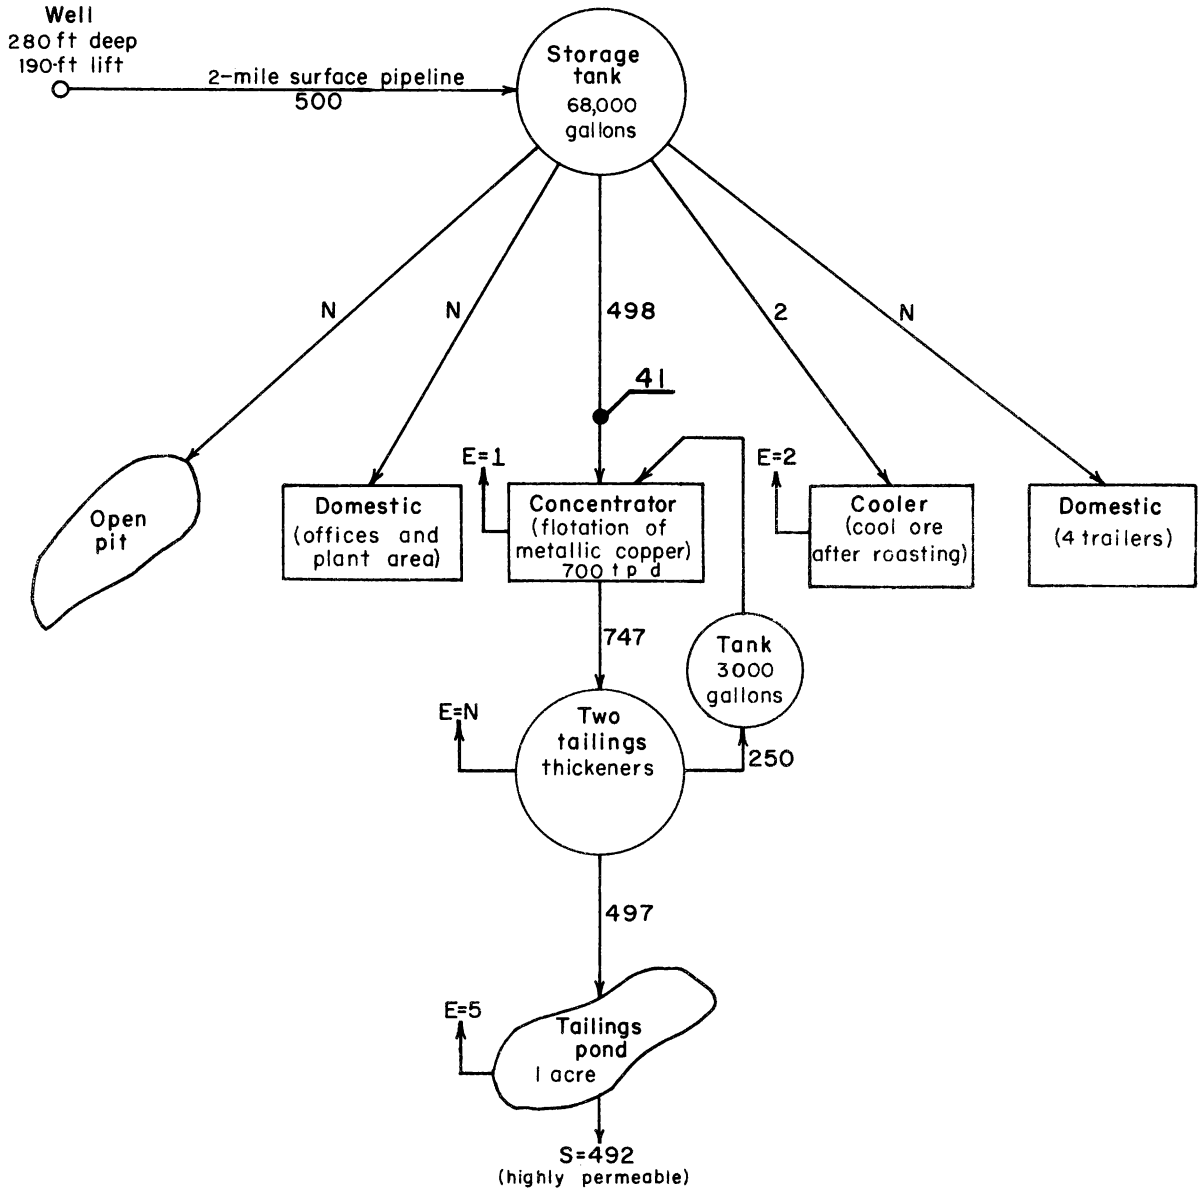 Well
280 ft deep
190-ft lift
2-mile surface pipeline
500
Storage
tank
68,000
gallons
N
N
498
2
N
41
E=1
E=2
Open
pit
Domestic
(offices and
plant area)
Concentrator
(flotation of
metallic copper)
700 t p d
Cooler
(cool ore
after roasting)
Domestic
(4 trailers)
747
Tank
3000
gallons
E=N
Two
tailings
thickeners
250
497
E=5
Tailings
pond
1 acre
S=492
(highly permeable)